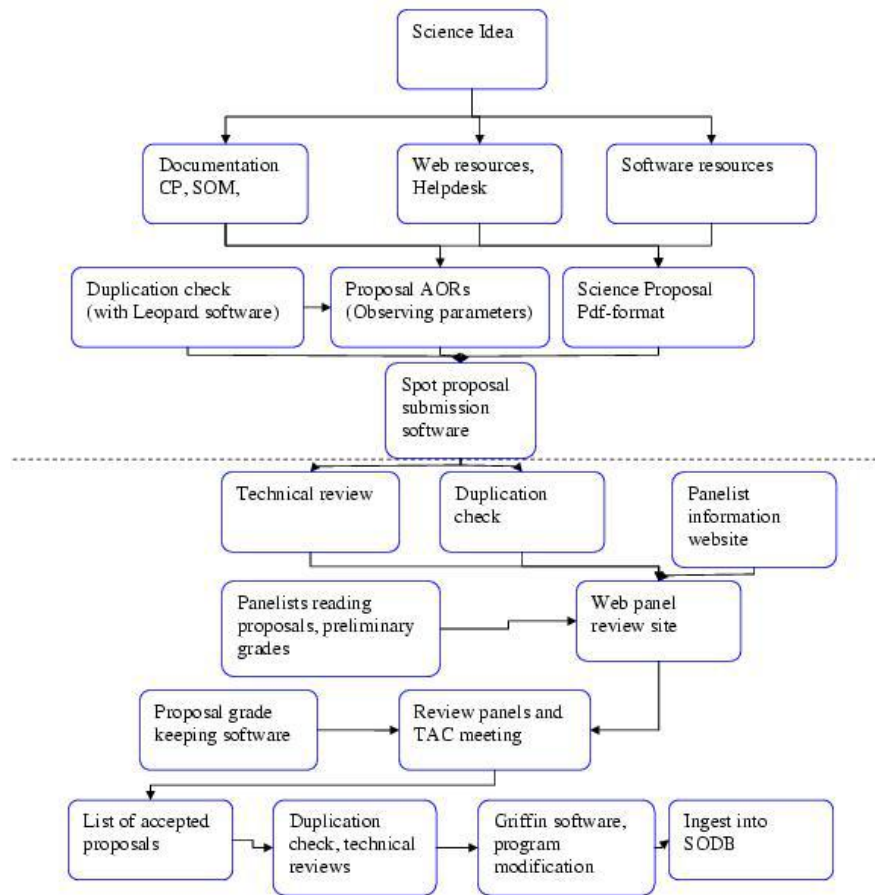 Science Idea
Documentation
CP, SOM,
Web resources,
Helpdesk
Software resources
Duplication check
(with Leopard software)
Proposal AORs
(Observing parameters)
Science Proposal
Pdf-format
Spot proposal
submission
software
Technical review
Duplication
check
Panelist
information
website
Panelists reading
proposals, preliminary
grades
Web panel
review site
Proposal grade
keeping software
Review panels and
TAC meeting
List of accepted
proposals
Duplication
check, technical
reviews
Griffin software,
program
modification
Ingest into
SODB